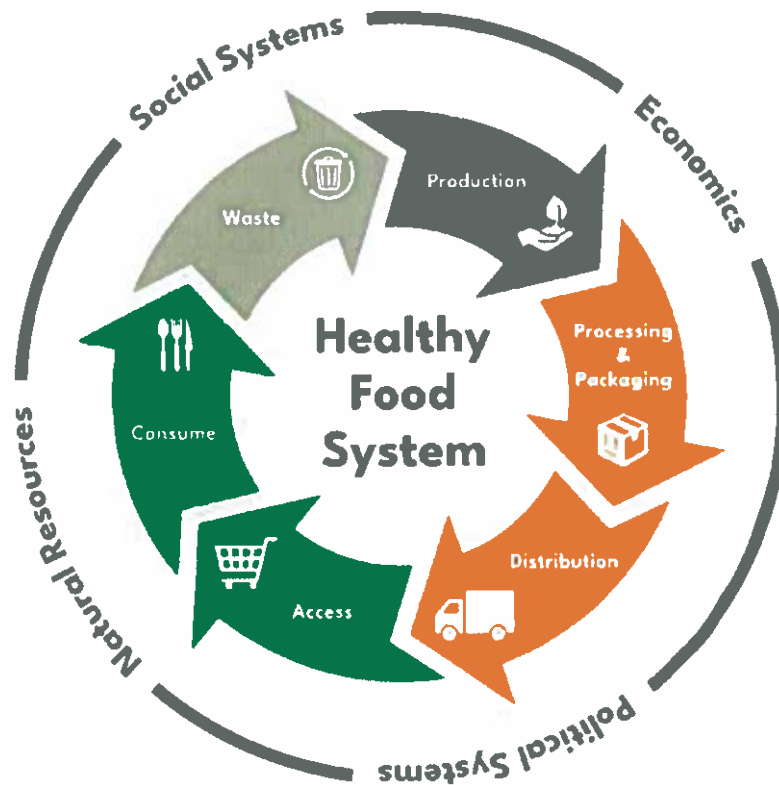 Social Systems
Economics
Production
Waste
Healthy
Food
System
Processing
&
Packaging
Consume
Distribution
Access
Natural Resources
Political Systems